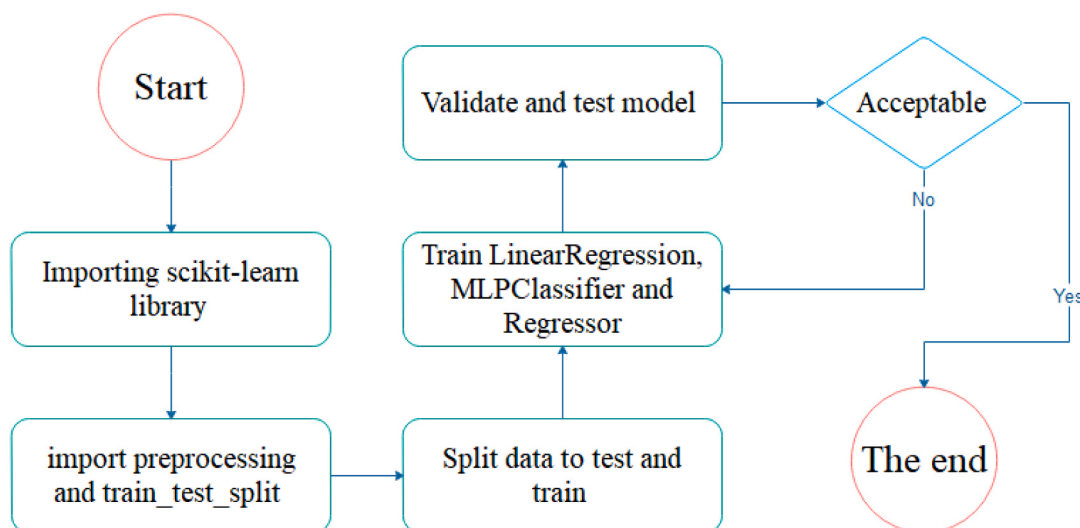 Start
Importing scikit-learn
library
import preprocessing
and train_test_split
Split data to test and
train
Train LinearRegression,
MLPClassifier and
Regressor
Validate and test model
Acceptable
No
Yes
The end